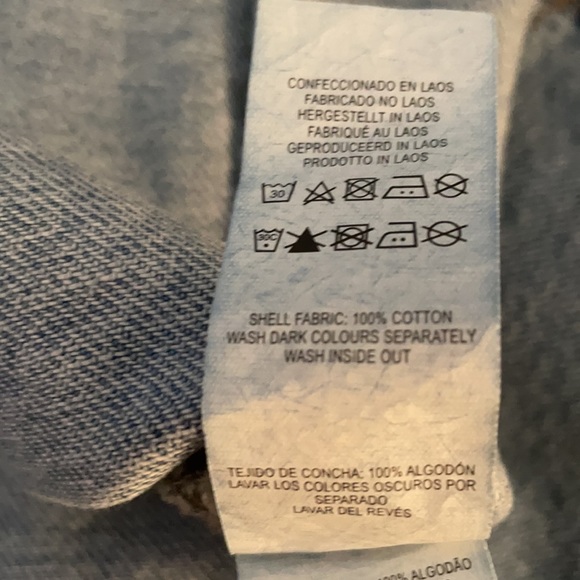 CONFECCIONADO EN LAOS
FABRICADO NO LAOS
HERGESTELLT IN LAOS
FABRIQUÉ AU LAOS
GEPRODUCEERD IN LAOS
PRODOTTO IN LAOS
30
30C
SHELL FABRIC: 100% COTTON
WASH DARK COLOURS SEPARATELY
WASH INSIDE OUT
TEJIDO DE CONCHA: 100% ALGODÓN
LAVAR LOS COLORES OSCUROS POR
SEPARADO
LAVAR DEL REVÉS
100% ALGODÃO